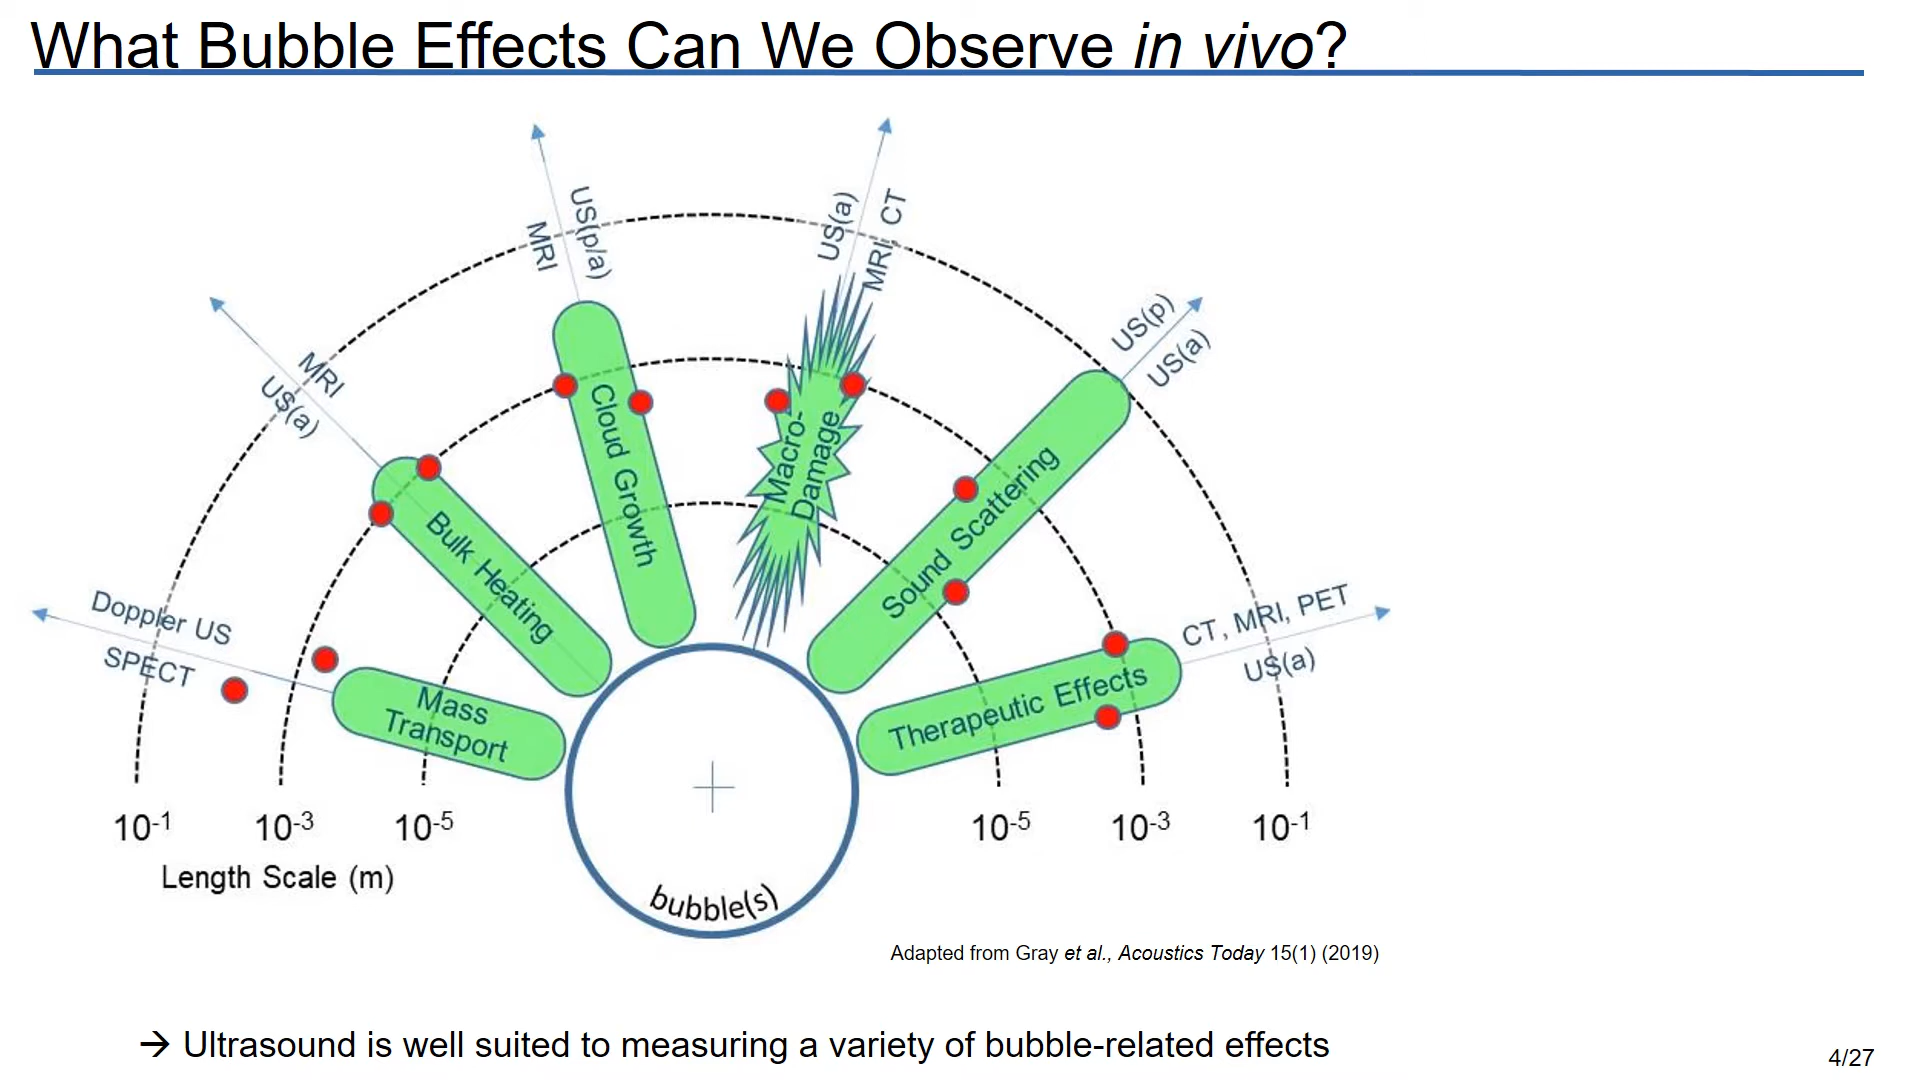 What Bubble Effects Can We Observe in vivo?
MRI
US(p/a)
US(a)
MRI, CT
MRI
US(a)
US(p)
US(a)
Doppler US
SPECT
CT, MRI, PET
US(a)
Mass
Transport
Bulk Heating
Cloud Growth
Macro-
Damage
Sound Scattering
Therapeutic Effects
10-1
10-3
10-5
10-5
10-3
10-1
Length Scale (m)
bubble(s)
Adapted from Gray et al., Acoustics Today 15(1) (2019)
→ Ultrasound is well suited to measuring a variety of bubble-related effects
4/27